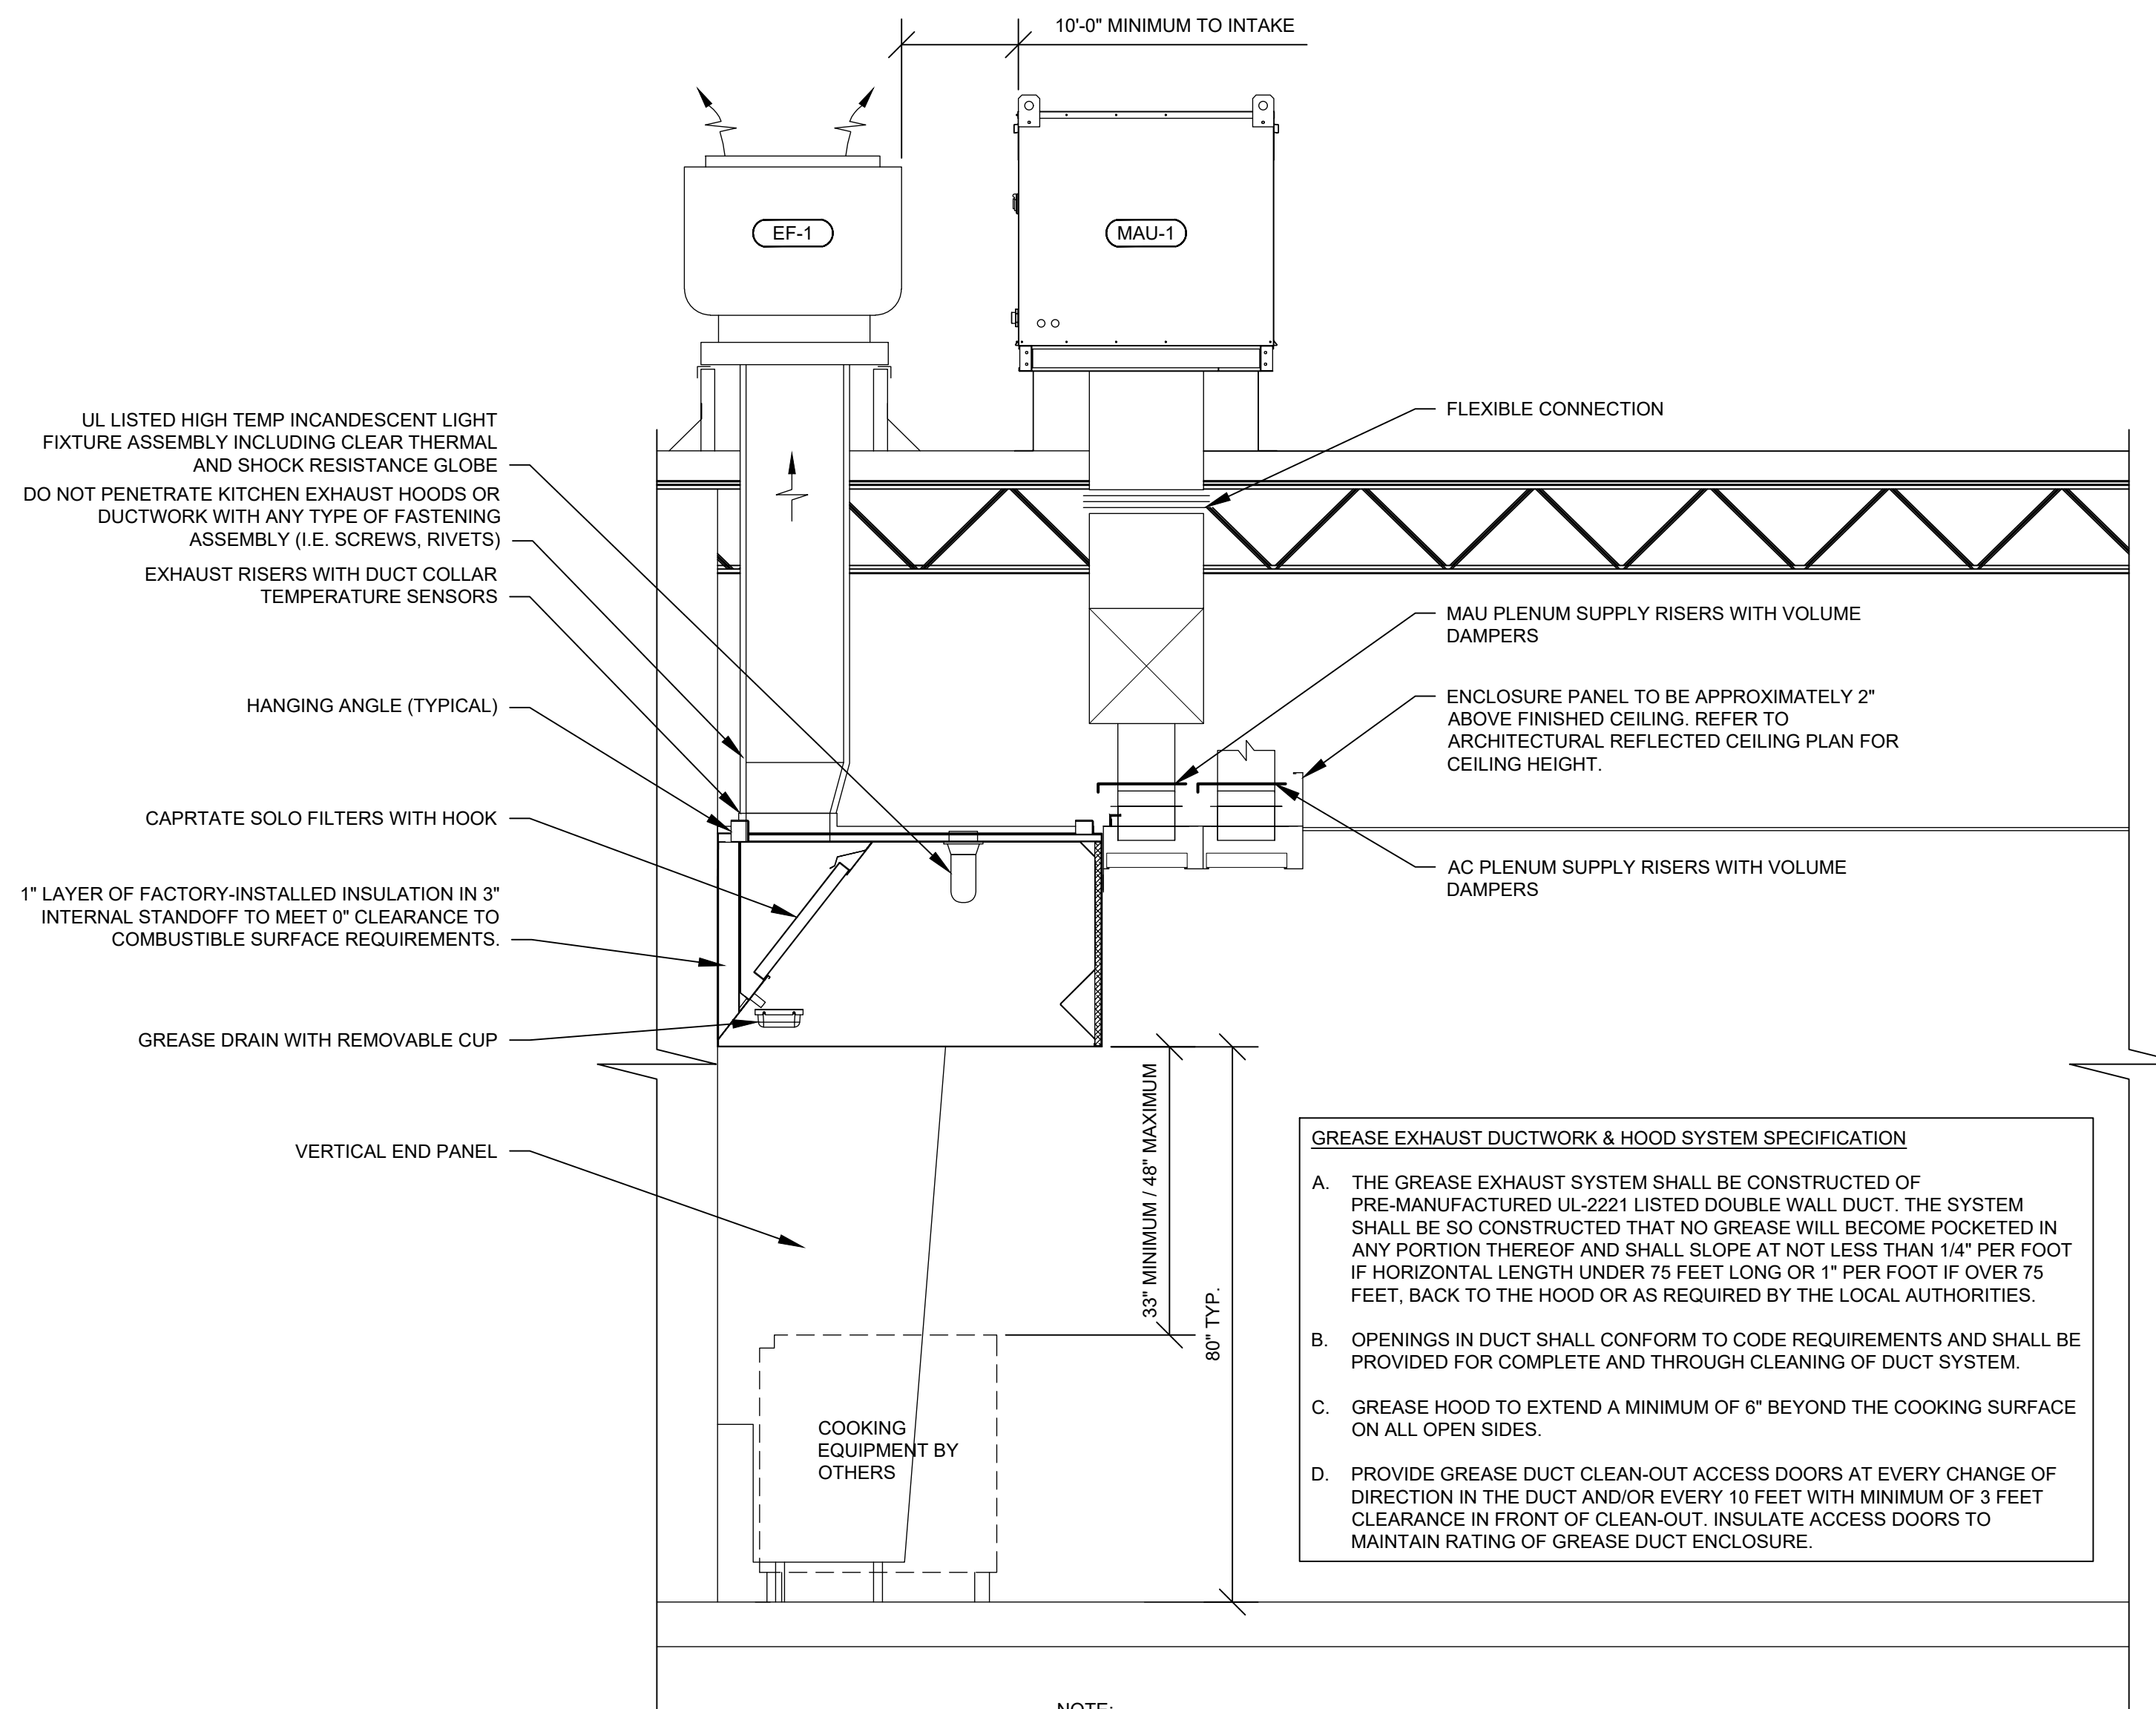 10'-0" MINIMUM TO INTAKE
EF-1
MAU-1
UL LISTED HIGH TEMP INCANDESCENT LIGHT
FIXTURE ASSEMBLY INCLUDING CLEAR THERMAL
AND SHOCK RESISTANCE GLOBE
DO NOT PENETRATE KITCHEN EXHAUST HOODS OR
DUCTWORK WITH ANY TYPE OF FASTENING
ASSEMBLY (I.E. SCREWS, RIVETS)
EXHAUST RISERS WITH DUCT COLLAR
TEMPERATURE SENSORS
HANGING ANGLE (TYPICAL)
CAPRTATE SOLO FILTERS WITH HOOK
1" LAYER OF FACTORY-INSTALLED INSULATION IN 3"
INTERNAL STANDOFF TO MEET 0" CLEARANCE TO
COMBUSTIBLE SURFACE REQUIREMENTS.
GREASE DRAIN WITH REMOVABLE CUP
VERTICAL END PANEL
FLEXIBLE CONNECTION
MAU PLENUM SUPPLY RISERS WITH VOLUME
DAMPERS
ENCLOSURE PANEL TO BE APPROXIMATELY 2"
ABOVE FINISHED CEILING. REFER TO
ARCHITECTURAL REFLECTED CEILING PLAN FOR
CEILING HEIGHT.
AC PLENUM SUPPLY RISERS WITH VOLUME
DAMPERS
33" MINIMUM / 48" MAXIMUM
80" TYP.
COOKING
EQUIPMENT BY
OTHERS
GREASE EXHAUST DUCTWORK & HOOD SYSTEM SPECIFICATION
A. THE GREASE EXHAUST SYSTEM SHALL BE CONSTRUCTED OF
PRE-MANUFACTURED UL-2221 LISTED DOUBLE WALL DUCT. THE SYSTEM
SHALL BE SO CONSTRUCTED THAT NO GREASE WILL BECOME POCKETED IN
ANY PORTION THEREOF AND SHALL SLOPE AT NOT LESS THAN 1/4" PER FOOT
IF HORIZONTAL LENGTH UNDER 75 FEET LONG OR 1" PER FOOT IF OVER 75
FEET, BACK TO THE HOOD OR AS REQUIRED BY THE LOCAL AUTHORITIES.
B. OPENINGS IN DUCT SHALL CONFORM TO CODE REQUIREMENTS AND SHALL BE
PROVIDED FOR COMPLETE AND THROUGH CLEANING OF DUCT SYSTEM.
C. GREASE HOOD TO EXTEND A MINIMUM OF 6" BEYOND THE COOKING SURFACE
ON ALL OPEN SIDES.
D. PROVIDE GREASE DUCT CLEAN-OUT ACCESS DOORS AT EVERY CHANGE OF
DIRECTION IN THE DUCT AND/OR EVERY 10 FEET WITH MINIMUM OF 3 FEET
CLEARANCE IN FRONT OF CLEAN-OUT. INSULATE ACCESS DOORS TO
MAINTAIN RATING OF GREASE DUCT ENCLOSURE.
NOTE: